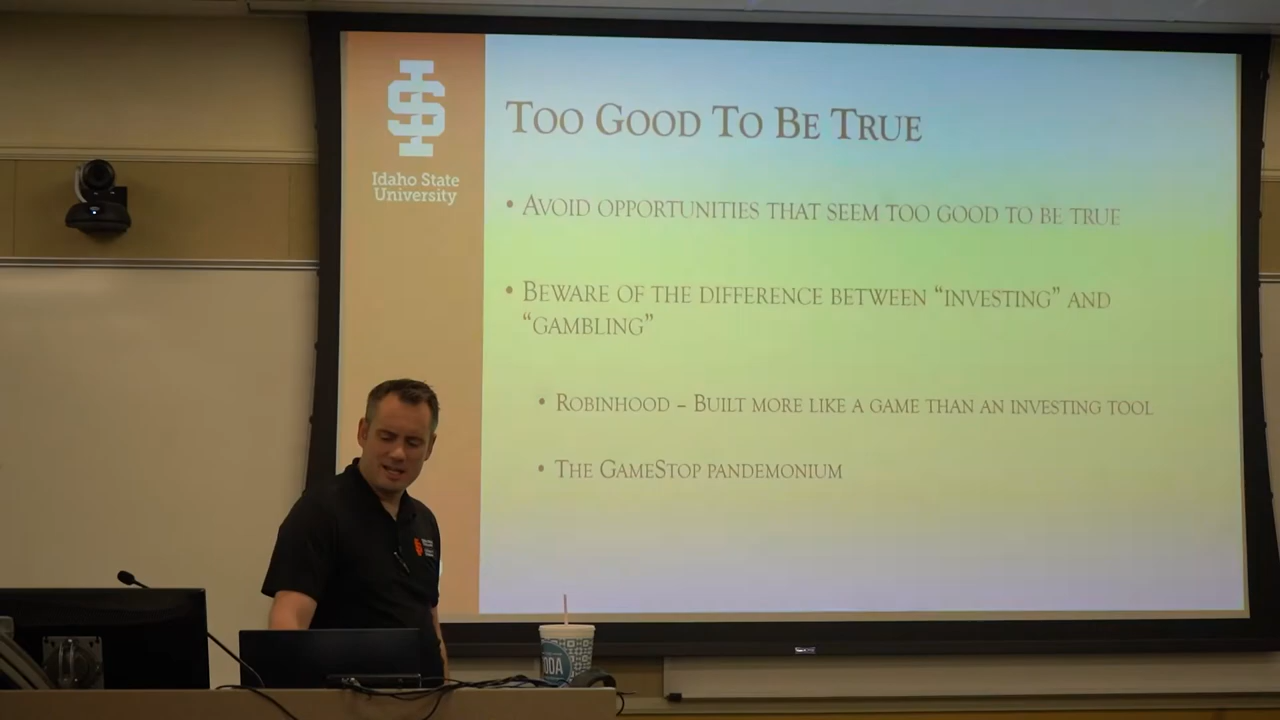 Idaho State
University
Too Good To Be True
• Avoid opportunities that seem too good to be true
• Beware of the difference between “investing” and
“gambling”
• Robinhood – Built more like a game than an investing tool
• The GameStop pandemonium